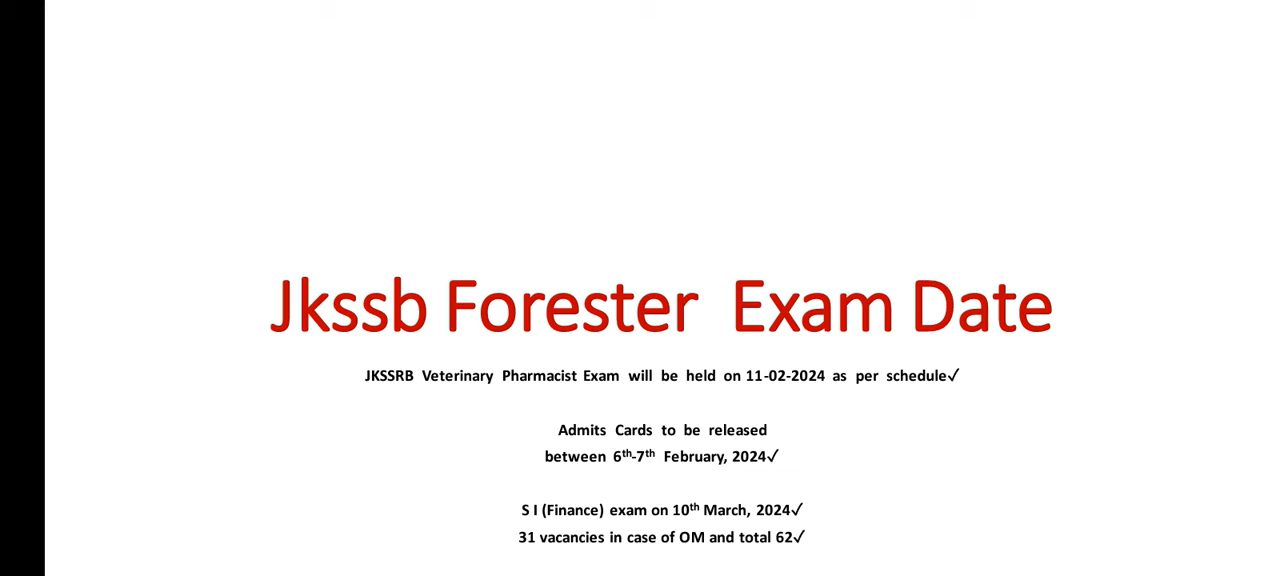 Jkssb Forester Exam Date
JKSSRB Veterinary Pharmacist Exam will be held on 11-02-2024 as per schedule✓
Admits Cards to be released
between 6th-7th February, 2024✓
S I (Finance) exam on 10th March, 2024✓
31 vacancies in case of OM and total 62✓